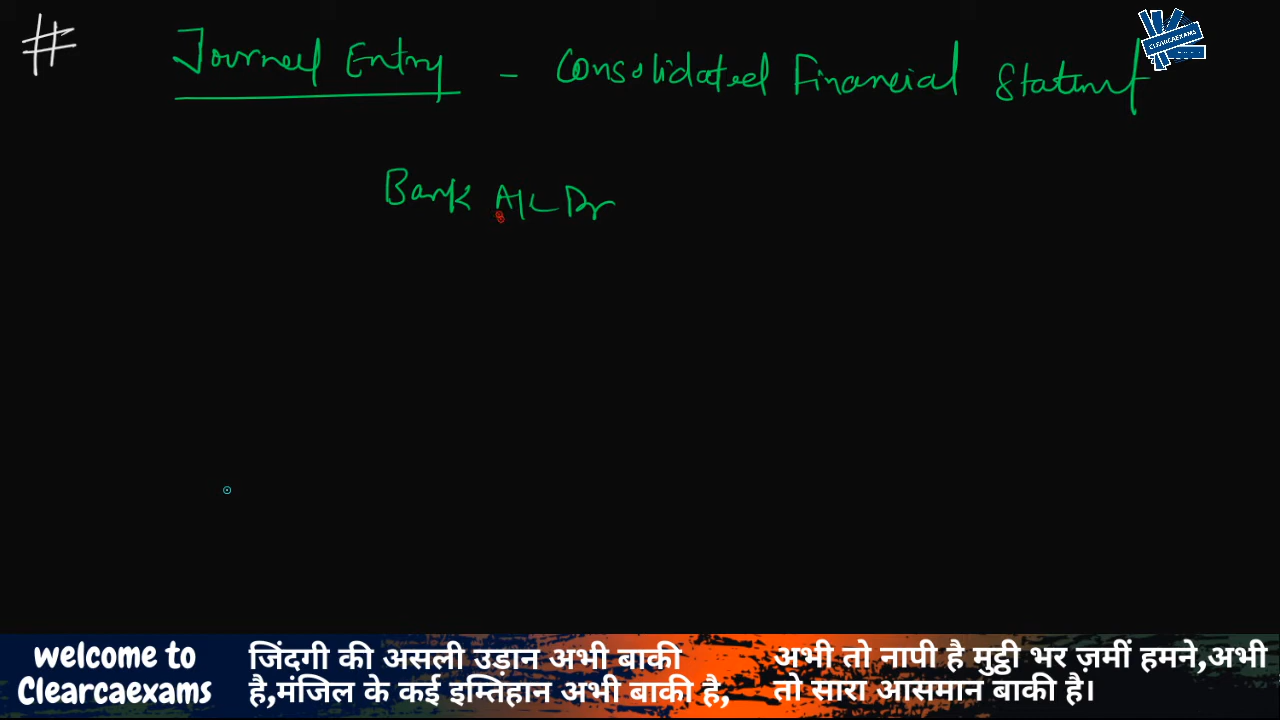 # Journal Entry - Consolidated Financial Statement
CLEARCAEXAMS
Bank A/c Dr
welcome to
Clearcaexams
जिंदगी की असली उड़ान अभी बाकी
है,मंजिल के कई इम्तिहान अभी बाकी है,
अभी तो नापी है मुट्ठी भर ज़मीं हमने,अभी
तो सारा आसमान बाकी है।